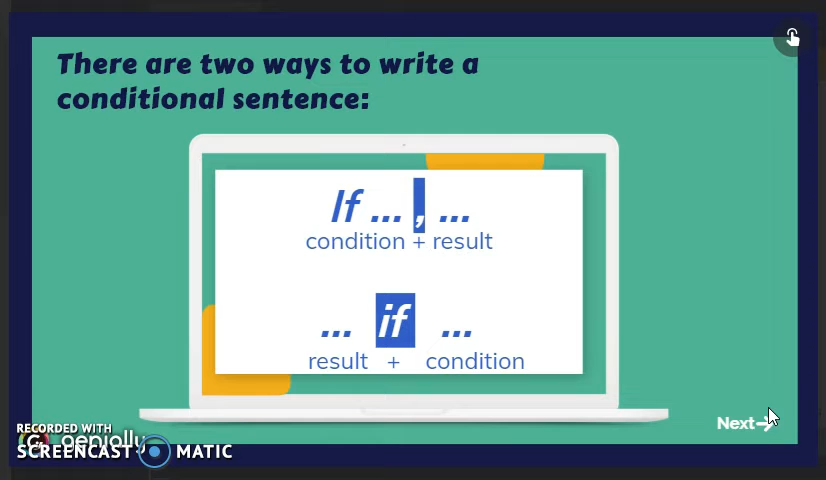 There are two ways to write a
conditional sentence:
If ... , ...
condition + result
... if ...
result + condition
Next
RECORDED WITH
genially
SCREENCAST MATIC